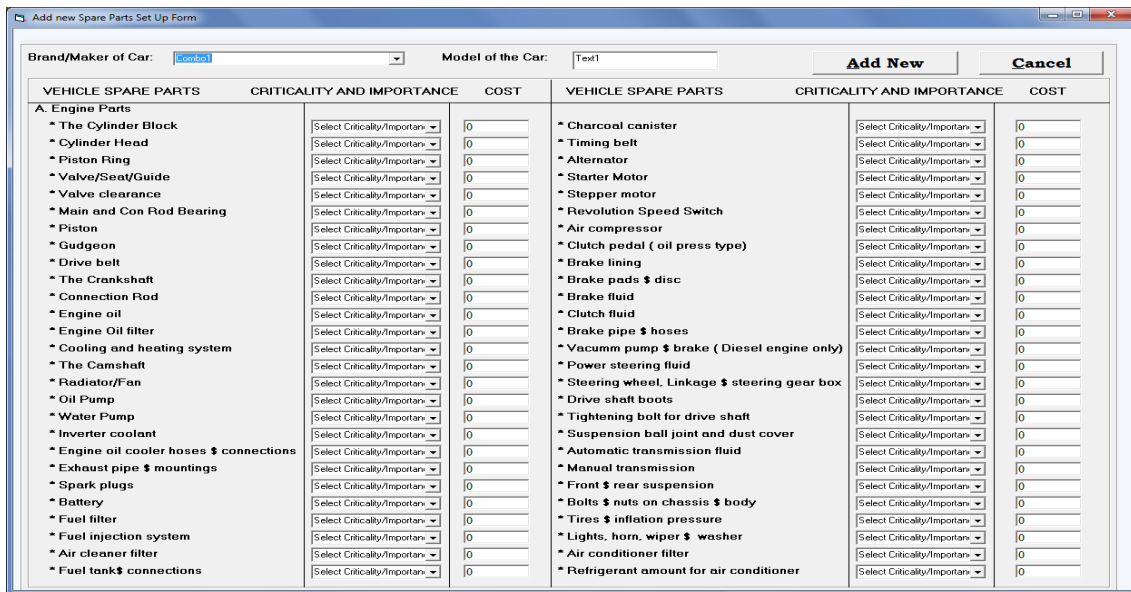 Add new Spare Parts Set Up Form
Brand/Maker of Car: Combo1 Model of the Car: Text1 Add New Cancel
VEHICLE SPARE PARTS CRITICALITY AND IMPORTANCE COST VEHICLE SPARE PARTS CRITICALITY AND IMPORTANCE COST
A. Engine Parts
* The Cylinder Block Select Criticality/Importan 0 * Charcoal canister Select Criticality/Importan 0
* Cylinder Head Select Criticality/Importan 0 * Timing belt Select Criticality/Importan 0
* Piston Ring Select Criticality/Importan 0 * Alternator Select Criticality/Importan 0
* Valve/Seat/Guide Select Criticality/Importan 0 * Starter Motor Select Criticality/Importan 0
* Valve clearance Select Criticality/Importan 0 * Stepper motor Select Criticality/Importan 0
* Main and Con Rod Bearing Select Criticality/Importan 0 * Revolution Speed Switch Select Criticality/Importan 0
* Piston Select Criticality/Importan 0 * Air compressor Select Criticality/Importan 0
* Gudgeon Select Criticality/Importan 0 * Clutch pedal ( oil press type) Select Criticality/Importan 0
* Drive belt Select Criticality/Importan 0 * Brake lining Select Criticality/Importan 0
* The Crankshaft Select Criticality/Importan 0 * Brake pads $ disc Select Criticality/Importan 0
* Connection Rod Select Criticality/Importan 0 * Brake fluid Select Criticality/Importan 0
* Engine oil Select Criticality/Importan 0 * Clutch fluid Select Criticality/Importan 0
* Engine Oil filter Select Criticality/Importan 0 * Brake pipe $ hoses Select Criticality/Importan 0
* Cooling and heating system Select Criticality/Importan 0 * Vacumm pump $ brake ( Diesel engine only) Select Criticality/Importan 0
* The Camshaft Select Criticality/Importan 0 * Power steering fluid Select Criticality/Importan 0
* Radiator/Fan Select Criticality/Importan 0 * Steering wheel, Linkage $ steering gear box Select Criticality/Importan 0
* Oil Pump Select Criticality/Importan 0 * Drive shaft boots Select Criticality/Importan 0
* Water Pump Select Criticality/Importan 0 * Tightening bolt for drive shaft Select Criticality/Importan 0
* Inverter coolant Select Criticality/Importan 0 * Suspension ball joint and dust cover Select Criticality/Importan 0
* Engine oil cooler hoses $ connections Select Criticality/Importan 0 * Automatic transmission fluid Select Criticality/Importan 0
* Exhaust pipe $ mountings Select Criticality/Importan 0 * Manual transmission Select Criticality/Importan 0
* Spark plugs Select Criticality/Importan 0 * Front $ rear suspension Select Criticality/Importan 0
* Battery Select Criticality/Importan 0 * Bolts $ nuts on chassis $ body Select Criticality/Importan 0
* Fuel filter Select Criticality/Importan 0 * Tires $ inflation pressure Select Criticality/Importan 0
* Fuel injection system Select Criticality/Importan 0 * Lights, horn, wiper $ washer Select Criticality/Importan 0
* Air cleaner filter Select Criticality/Importan 0 * Air conditioner filter Select Criticality/Importan 0
* Fuel tank$ connections Select Criticality/Importan 0 * Refrigerant amount for air conditioner Select Criticality/Importan 0